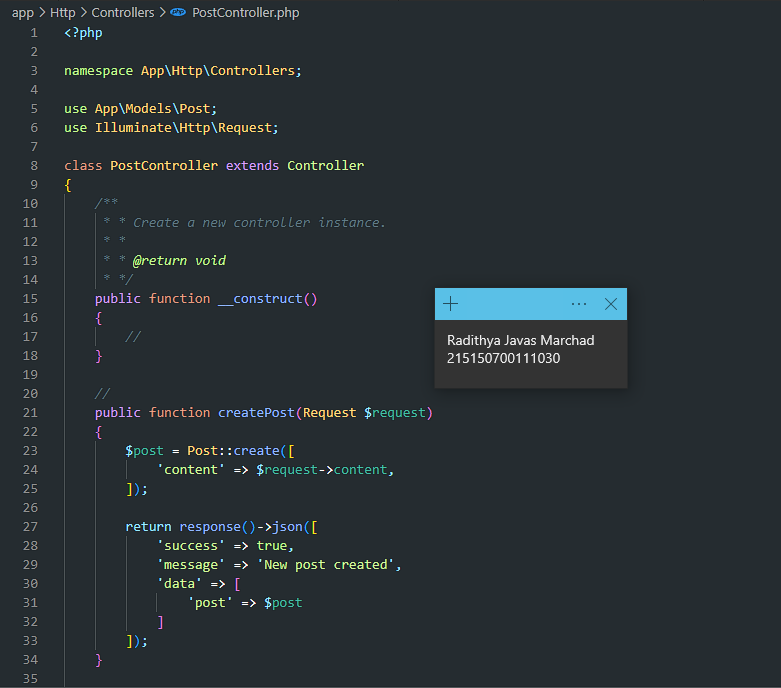 app > Http > Controllers > php PostController.php
1 <?php
2
3 namespace App\Http\Controllers;
4
5 use App\Models\Post;
6 use Illuminate\Http\Request;
7
8 class PostController extends Controller
9 {
10     /**
11      * * Create a new controller instance.
12      * *
13      * * @return void
14      * */
15     public function __construct()
16     {
17         //
18     }
19
20     //
21     public function createPost(Request $request)
22     {
23         $post = Post::create([
24             'content' => $request->content,
25         ]);
26
27         return response()->json([
28             'success' => true,
29             'message' => 'New post created',
30             'data' => [
31                 'post' => $post
32             ]
33         ]);
34     }
35
Radithya Javas Marchad
215150700111030